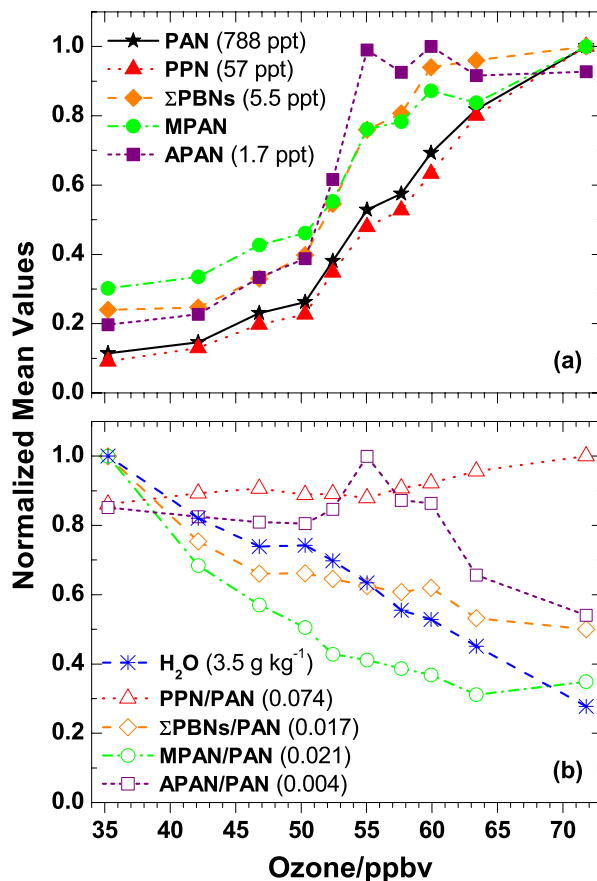 1.0
0.8
0.6
0.4
0.2
0.0
PAN (788 ppt)
PPN (57 ppt)
ΣPBNs (5.5 ppt)
MPAN
APAN (1.7 ppt)
(a)
Normalized Mean Values
1.0
0.8
0.6
0.4
0.2
0.0
H₂O (3.5 g kg⁻¹)
PPN/PAN (0.074)
ΣPBNs/PAN (0.017)
MPAN/PAN (0.021)
APAN/PAN (0.004)
(b)
35 40 45 50 55 60 65 70
Ozone/ppbv